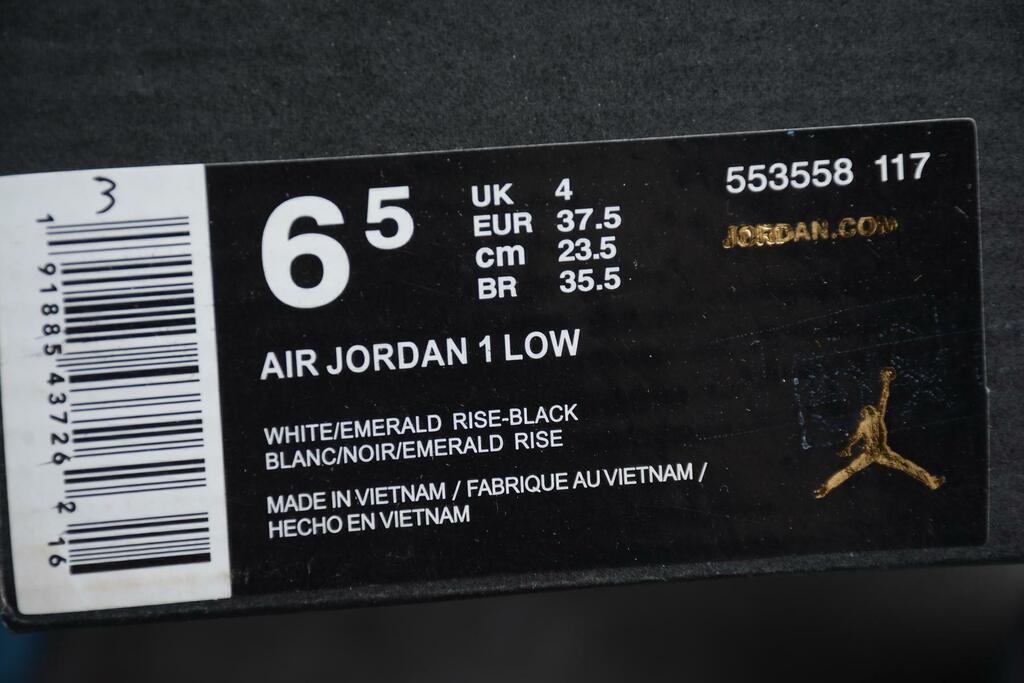 3
1 91885 43726 2 16
6 5
UK 4
EUR 37.5
cm 23.5
BR 35.5
553558 117
JORDAN.COM
AIR JORDAN 1 LOW
WHITE/EMERALD RISE-BLACK
BLANC/NOIR/EMERALD RISE
MADE IN VIETNAM / FABRIQUE AU VIETNAM /
HECHO EN VIETNAM